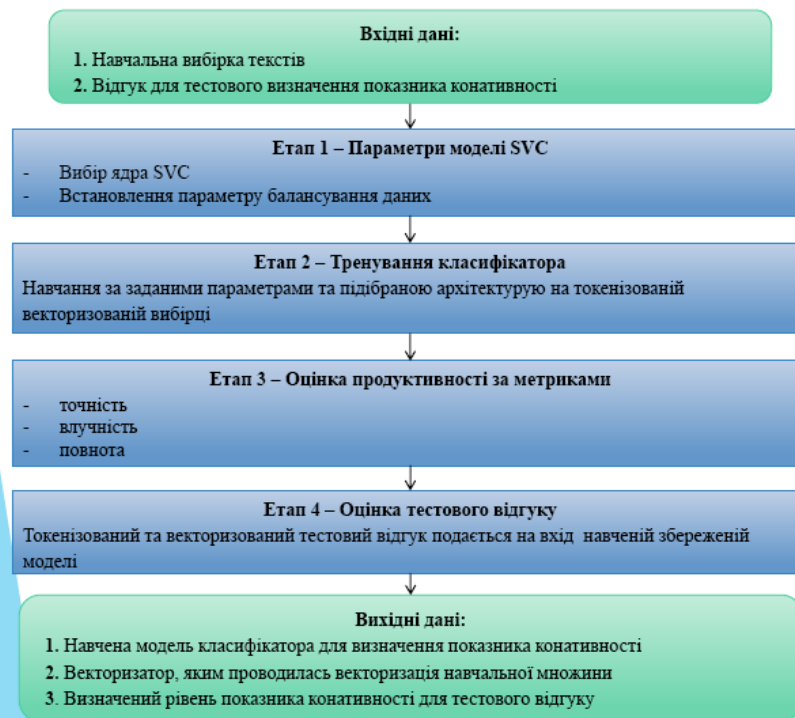 Вхідні дані:
1. Навчальна вибірка текстів
2. Відгук для тестового визначення показника конативності
Етап 1 – Параметри моделі SVC
- Вибір ядра SVC
- Встановлення параметру балансування даних
Етап 2 – Тренування класифікатора
Навчання за заданими параметрами та підібраною архітектурую на токенізованій
векторизованій вибірці
Етап 3 – Оцінка продуктивності за метриками
- точність
- влучність
- повнота
Етап 4 – Оцінка тестового відгуку
Токенізований та векторизований тестовий відгук подається на вхід навченій збереженій
моделі
Вихідні дані:
1. Навчена модель класифікатора для визначення показника конативності
2. Векторизатор, яким проводилась векторизація навчальної множини
3. Визначений рівень показника конативності для тестового відгуку